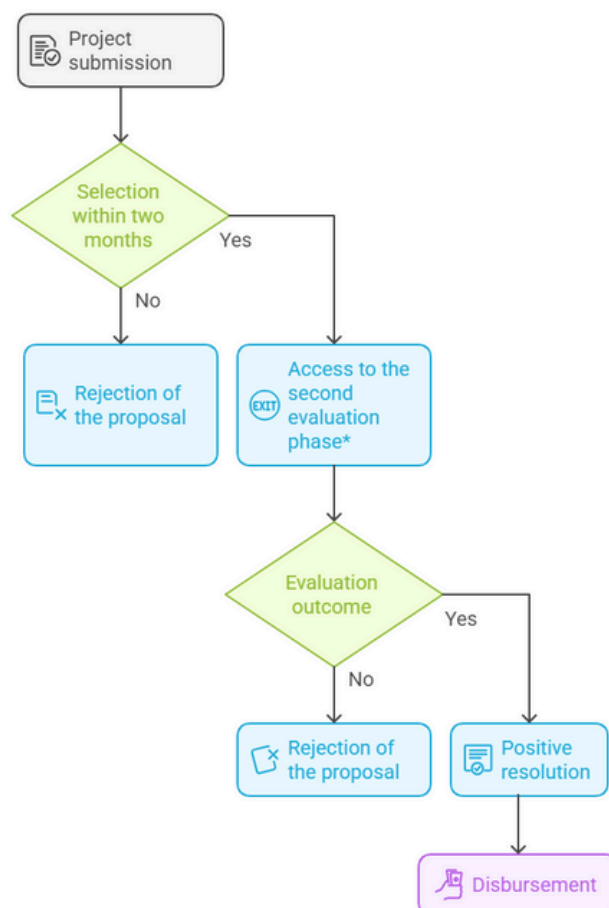 Project
submission
Selection
within two
months
Yes
No
Rejection of
the proposal
EXIT
Access to the
second
evaluation
phase*
Evaluation
outcome
Yes
No
Rejection of
the proposal
Positive
resolution
Disbursement